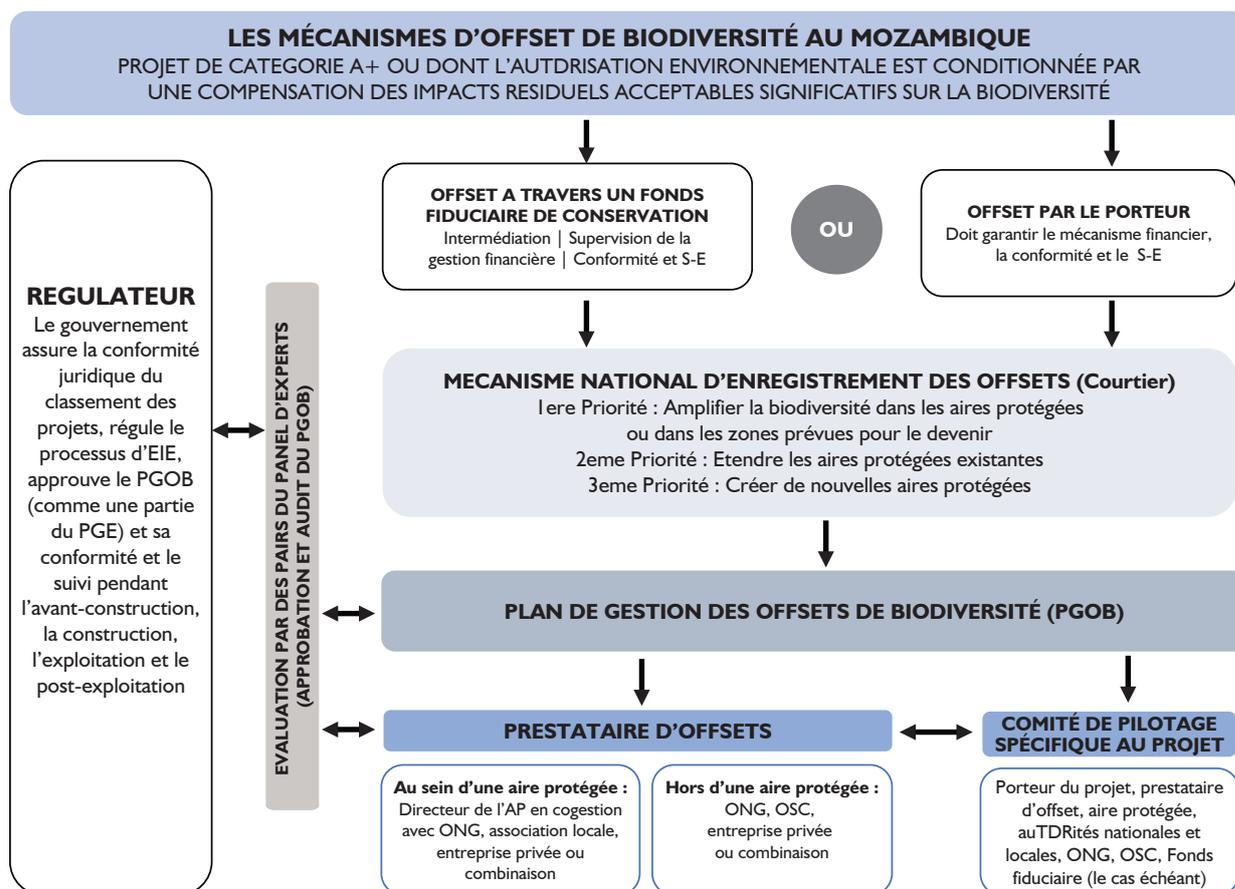 LES MÉCANISMES D'OFFSET DE BIODIVERSITÉ AU MOZAMBIQUE
PROJET DE CATEGORIE A+ OU DONT L'AUTDRISATION ENVIRONNEMENTALE EST CONDITIONNÉE PAR
UNE COMPENSATION DES IMPACTS RESIDUELS ACCEPTABLES SIGNIFICATIFS SUR LA BIODIVERSITÉ
OFFSET A TRAVERS UN FONDS
FIDUCIAIRE DE CONSERVATION
Intermédiation | Supervision de la
gestion financière | Conformité et S-E
OU
OFFSET PAR LE PORTEUR
Doit garantir le mécanisme financier,
la conformité et le S-E
REGULATEUR
Le gouvernement
assure la conformité
juridique du
classement des
projets, régule le
processus d'EIE,
approuve le PGOB
(comme une partie
du PGE) et sa
conformité et le
suivi pendant
l'avant-construction,
la construction,
l'exploitation et le
post-exploitation
EVALUATION PAR DES PAIRS DU PANEL D'EXPERTS
(APPROBATION ET AUDIT DU PGOB)
MECANISME NATIONAL D'ENREGISTREMENT DES OFFSETS (Courtier)
1ere Priorité : Amplifier la biodiversité dans les aires protégées
ou dans les zones prévues pour le devenir
2eme Priorité : Etendre les aires protégées existantes
3eme Priorité : Créer de nouvelles aires protégées
PLAN DE GESTION DES OFFSETS DE BIODIVERSITÉ (PGOB)
PRESTATAIRE D'OFFSETS
Au sein d'une aire protégée :
Directeur de l'AP en cogestion
avec ONG, association locale,
entreprise privée ou
combinaison
Hors d'une aire protégée :
ONG, OSC,
entreprise privée
ou combinaison
COMITÉ DE PILOTAGE
SPÉCIFIQUE AU PROJET
Porteur du projet, prestataire
d'offset, aire protégée,
auTDRités nationales et
locales, ONG, OSC, Fonds
fiduciaire (le cas échéant)